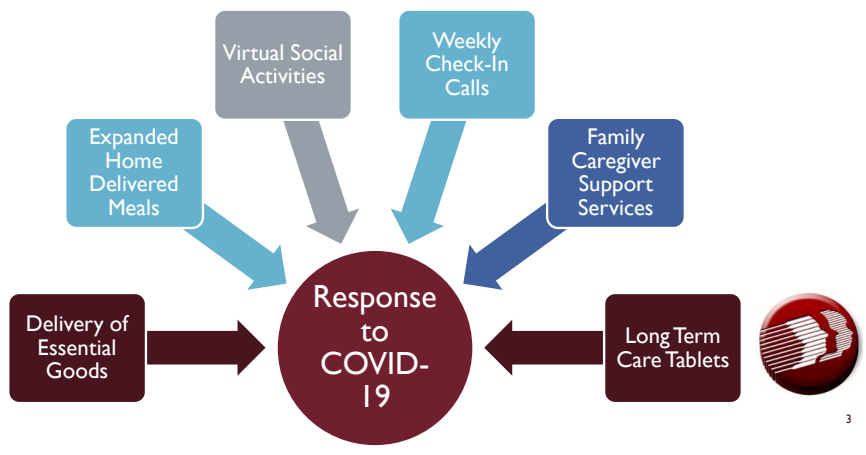 Virtual Social
Activities
Weekly
Check-In
Calls
Expanded
Home
Delivered
Meals
Family
Caregiver
Support
Services
Delivery of
Essential
Goods
Response
to
COVID-
19
Long Term
Care Tablets
3